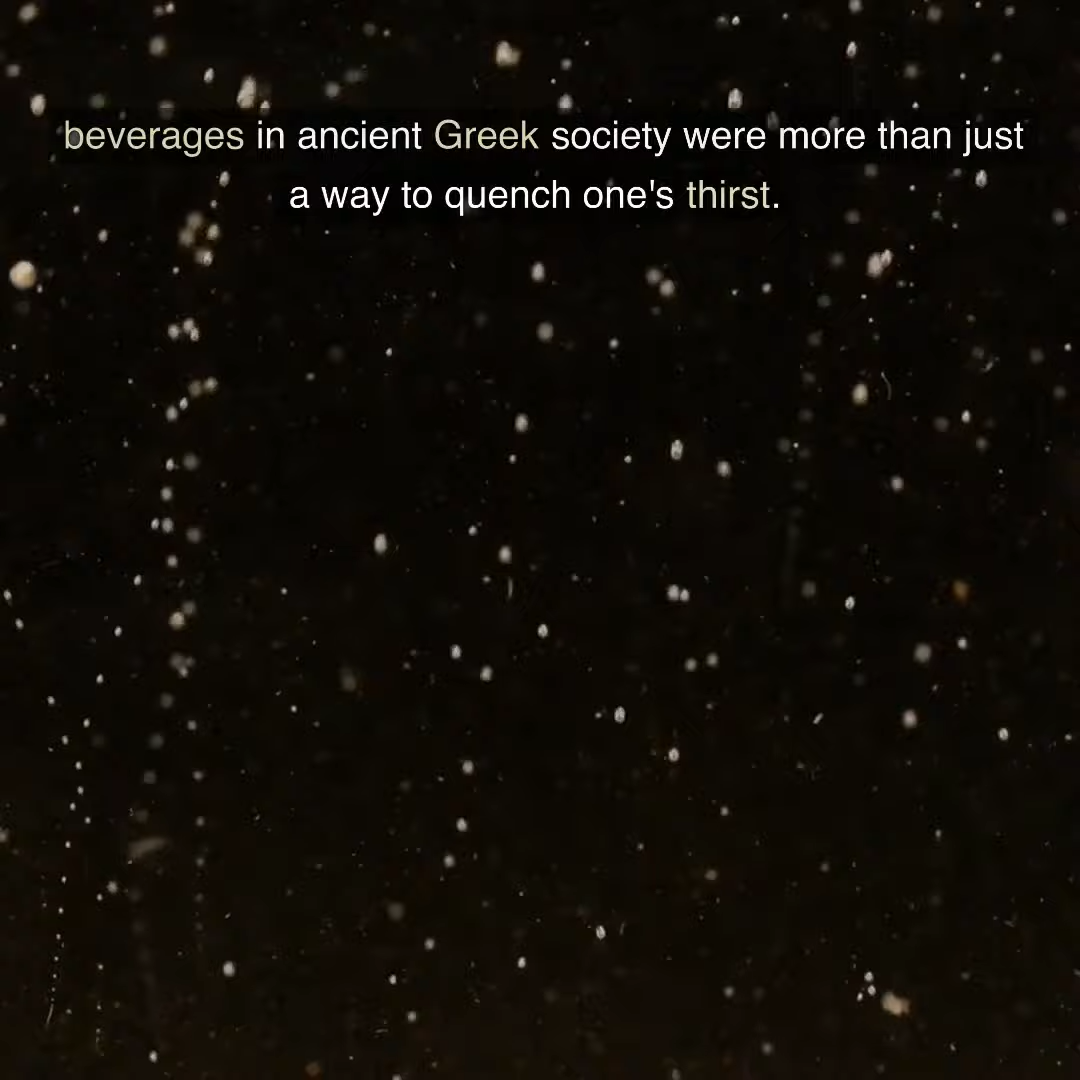 beverages in ancient Greek society were more than just
a way to quench one's thirst.